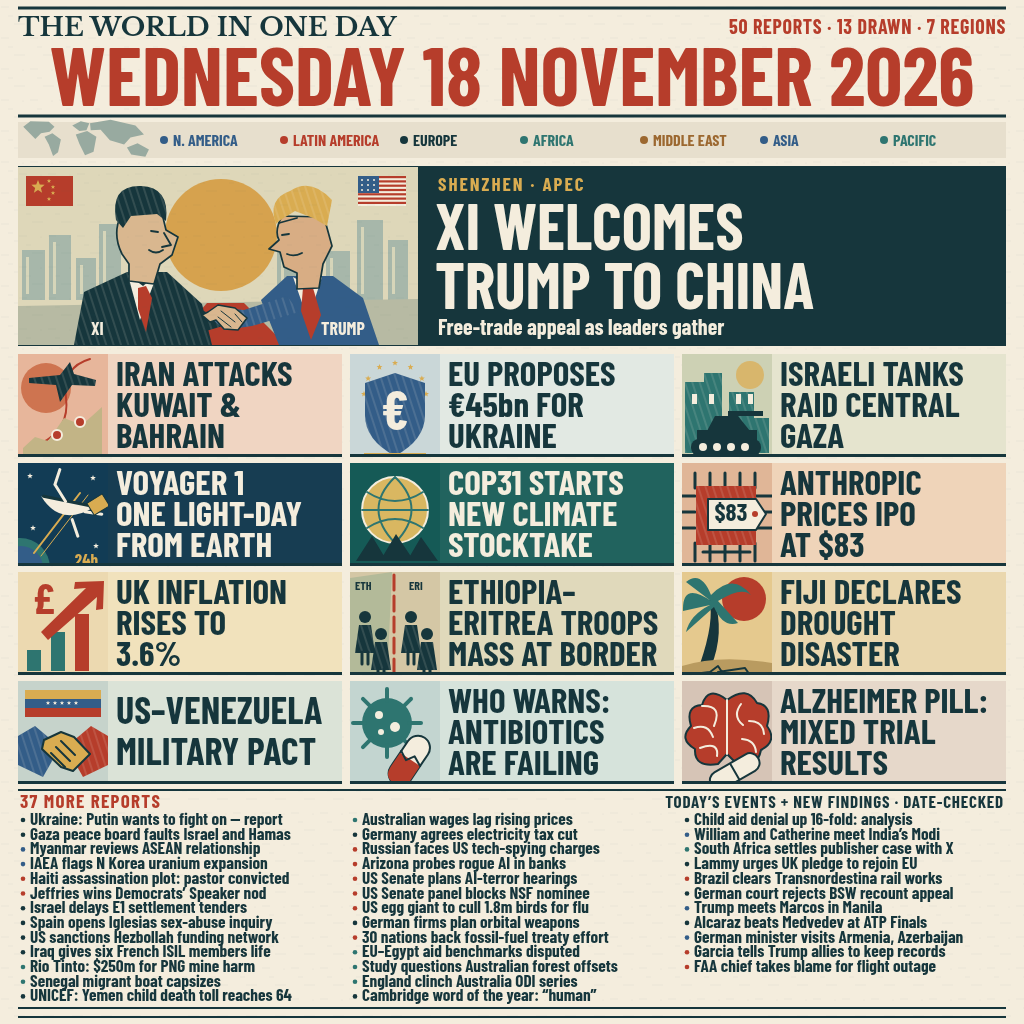 THE WORLD IN ONE DAY
50 REPORTS · 13 DRAWN · 7 REGIONS
WEDNESDAY 18 NOVEMBER 2026
• N. AMERICA
• LATIN AMERICA
• EUROPE
• AFRICA
• MIDDLE EAST
• ASIA
• PACIFIC
XI
TRUMP
SHENZHEN · APEC
XI WELCOMES
TRUMP TO CHINA
Free-trade appeal as leaders gather
IRAN ATTACKS
KUWAIT &
BAHRAIN
€
EU PROPOSES
€45bn FOR
UKRAINE
ISRAELI TANKS
RAID CENTRAL
GAZA
24h
VOYAGER 1
ONE LIGHT-DAY
FROM EARTH
COP31 STARTS
NEW CLIMATE
STOCKTAKE
$83
ANTHROPIC
PRICES IPO
AT $83
£
UK INFLATION
RISES TO
3.6%
ETH
ERI
ETHIOPIA–
ERITREA TROOPS
MASS AT BORDER
FIJI DECLARES
DROUGHT
DISASTER
US–VENEZUELA
MILITARY PACT
WHO WARNS:
ANTIBIOTICS
ARE FAILING
ALZHEIMER PILL:
MIXED TRIAL
RESULTS
37 MORE REPORTS
TODAY'S EVENTS + NEW FINDINGS · DATE-CHECKED
• Ukraine: Putin wants to fight on — report
• Gaza peace board faults Israel and Hamas
• Myanmar reviews ASEAN relationship
• IAEA flags N Korea uranium expansion
• Haiti assassination plot: pastor convicted
• Jeffries wins Democrats' Speaker nod
• Israel delays E1 settlement tenders
• Spain opens Iglesias sex-abuse inquiry
• US sanctions Hezbollah funding network
• Iraq gives six French ISIL members life
• Rio Tinto: $250m for PNG mine harm
• Senegal migrant boat capsizes
• UNICEF: Yemen child death toll reaches 64
• Australian wages lag rising prices
• Germany agrees electricity tax cut
• Russian faces US tech-spying charges
• Arizona probes rogue AI in banks
• US Senate plans AI-terror hearings
• US Senate panel blocks NSF nominee
• US egg giant to cull 1.8m birds for flu
• German firms plan orbital weapons
• 30 nations back fossil-fuel treaty effort
• EU–Egypt aid benchmarks disputed
• Study questions Australian forest offsets
• England clinch Australia ODI series
• Cambridge word of the year: “human”
• Child aid denial up 16-fold: analysis
• William and Catherine meet India's Modi
• South Africa settles publisher case with X
• Lammy urges UK pledge to rejoin EU
• Brazil clears Transnordestina rail works
• German court rejects BSW recount appeal
• Trump meets Marcos in Manila
• Alcaraz beats Medvedev at ATP Finals
• German minister visits Armenia, Azerbaijan
• Garcia tells Trump allies to keep records
• FAA chief takes blame for flight outage